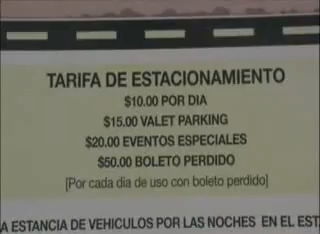 TARIFA DE ESTACIONAMIENTO
$10.00 POR DIA
$15.00 VALET PARKING
$20.00 EVENTOS ESPECIALES
$50.00 BOLETO PERDIDO
[Por cada día de uso con boleto perdido]
A ESTANCIA DE VEHICULOS POR LAS NOCHES EN EL EST